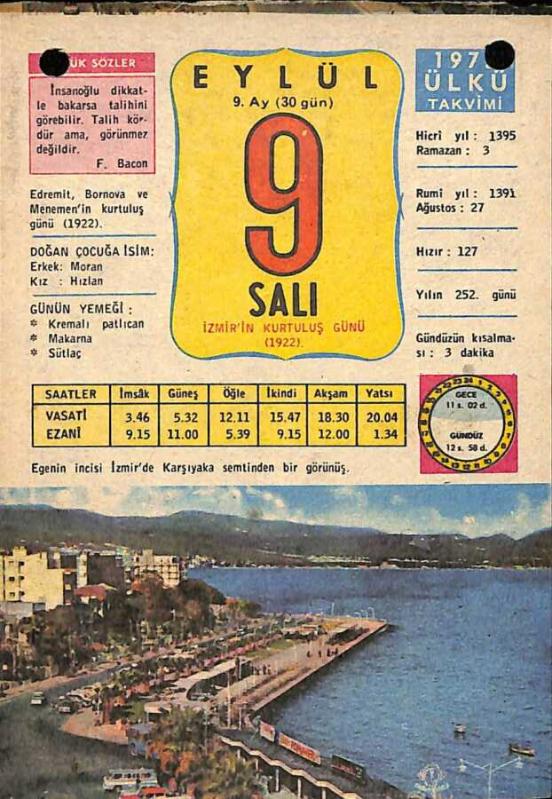 ÜK SÖZLER
İnsanoğlu dikkat-
le bakarsa talihini
görebilir. Talih kör-
dür ama, görünmez
değildir.
F. Bacon
Edremit, Bornova ve
Menemen'in kurtuluş
günü (1922).
DOĞAN ÇOCUĞA İSİM:
Erkek: Moran
Kız : Hızlan
GÜNÜN YEMEĞİ :
* Kremalı patlıcan
* Makarna
* Sütlaç
EYLÜL
9. Ay (30 gün)
9
SALI
İZMİR'İN KURTULUŞ GÜNÜ
(1922).
197
ÜLKÜ
TAKVİMİ
Hicrî yıl : 1395
Ramazan : 3
Rumî yıl : 1391
Ağustos : 27
Hızır : 127
Yılın 252. günü
Gündüzün kısalma-
sı : 3 dakika
SAATLER İmsâk Güneş Öğle İkindi Akşam Yatsı
VASATİ 3.46 5.32 12.11 15.47 18.30 20.04
EZANİ 9.15 11.00 5.39 9.15 12.00 1.34
GECE
11 s. 02 d.
GÜNDÜZ
12 s. 58 d.
Egenin incisi İzmir'de Karşıyaka semtinden bir görünüş.